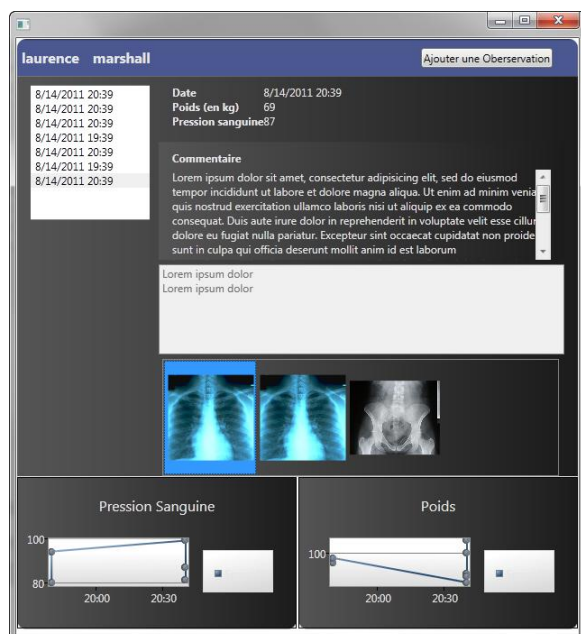 laurence marshall
Ajouter une Oberservation
8/14/2011 20:39
8/14/2011 20:39
8/14/2011 20:39
8/14/2011 19:39
8/14/2011 20:39
8/14/2011 19:39
8/14/2011 20:39
Date 8/14/2011 20:39
Poids (en kg) 69
Pression sanguine87
Commentaire
Lorem ipsum dolor sit amet, consectetur adipisicing elit, sed do eiusmod
tempor incididunt ut labore et dolore magna aliqua. Ut enim ad minim venia
quis nostrud exercitation ullamco laboris nisi ut aliquip ex ea commodo
consequat. Duis aute irure dolor in reprehenderit in voluptate velit esse cillu
dolore eu fugiat nulla pariatur. Excepteur sint occaecat cupidatat non proide
sunt in culpa qui officia deserunt mollit anim id est laborum
Lorem ipsum dolor
Lorem ipsum dolor
Pression Sanguine
100
80
20:00 20:30
Poids
100
20:00 20:30